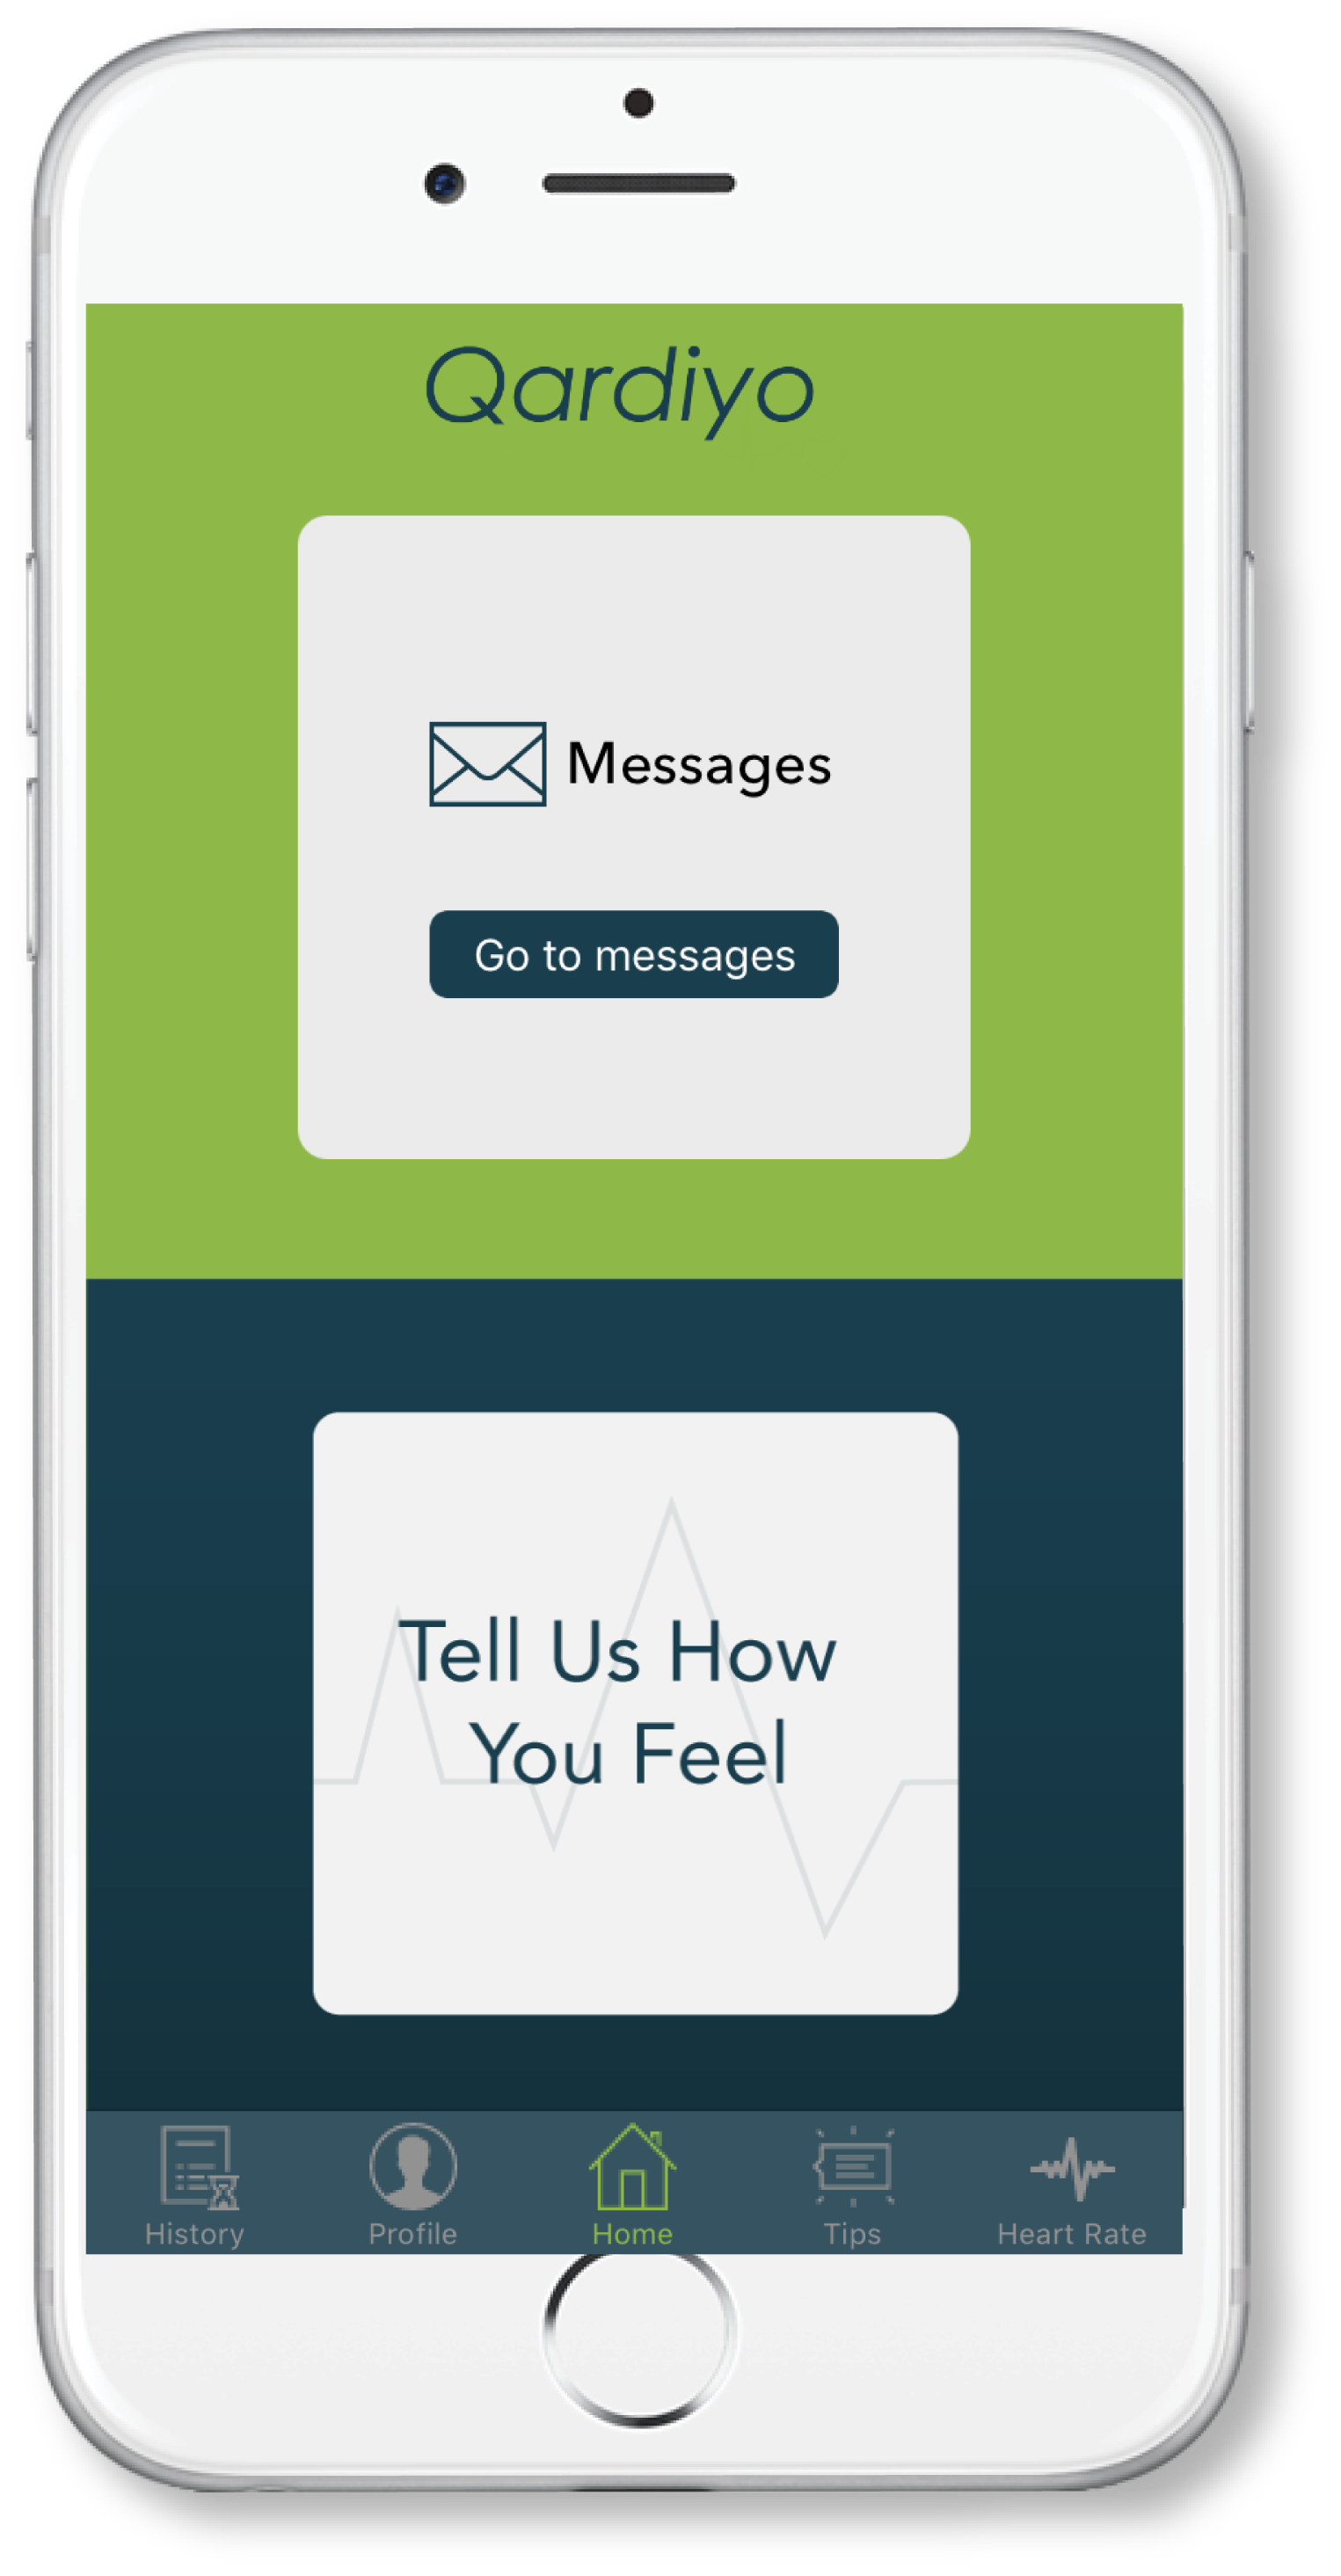 Qardiyo
Messages
Go to messages
Tell Us How
You Feel
History Profile Home Tips Heart Rate